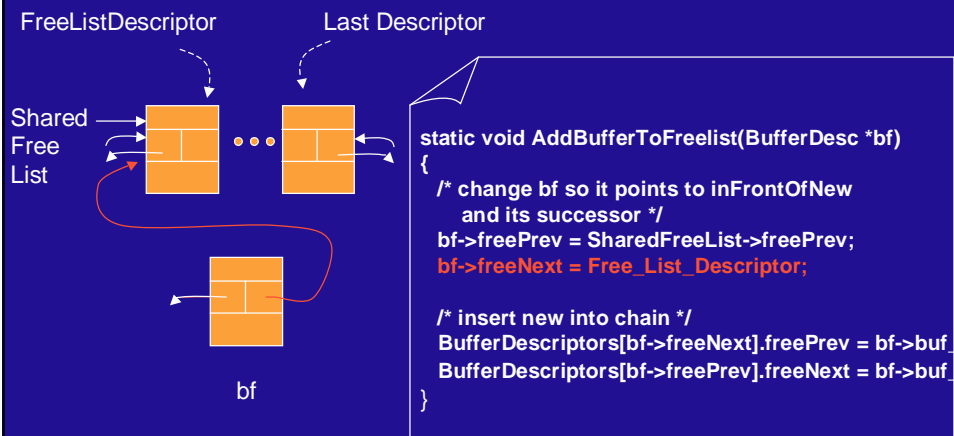 FreeListDescriptor
Last Descriptor
Shared
Free
List
bf
static void AddBufferToFreelist(BufferDesc *bf)
{
/* change bf so it points to inFrontOfNew
and its successor */
bf->freePrev = SharedFreeList->freePrev;
bf->freeNext = Free_List_Descriptor;
/* insert new into chain */
BufferDescriptors[bf->freeNext].freePrev = bf->buf_
BufferDescriptors[bf->freePrev].freeNext = bf->buf_
}